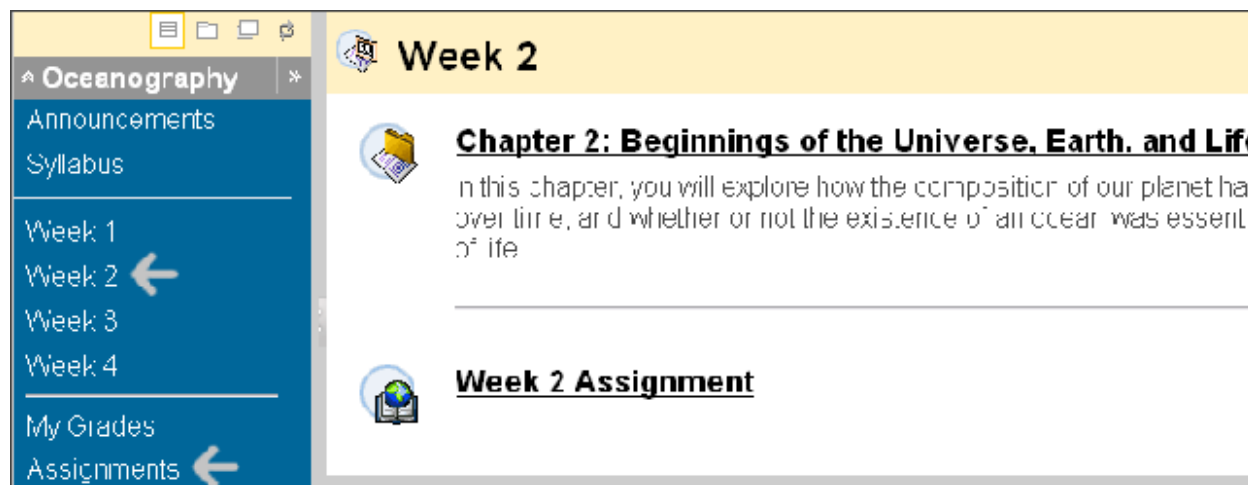 Oceanography
Announcements
Syllabus
Week 1
Week 2
Week 3
Week 4
My Grades
Assignments
Week 2
Chapter 2: Beginnings of the Universe, Earth, and Life
In this chapter, you will explore how the composition of our planet ha
over time, and whether or not the existence of an ocean was essent
of life
Week 2 Assignment